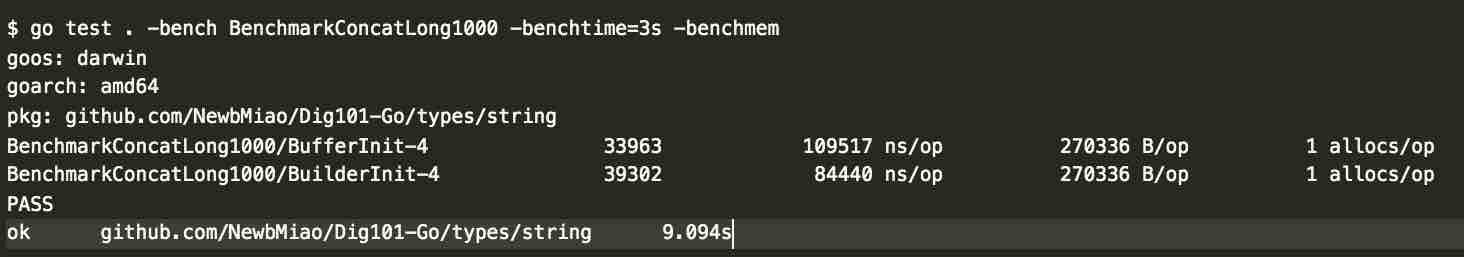 $ go test . -bench BenchmarkConcatLong1000 -benchtime=3s -benchmem
goos: darwin
goarch: amd64
pkg: github.com/NewbMiao/Dig101-Go/types/string
BenchmarkConcatLong1000/BufferInit-4 33963 109517 ns/op 270336 B/op 1 allocs/op
BenchmarkConcatLong1000/BuilderInit-4 39302 84440 ns/op 270336 B/op 1 allocs/op
PASS
ok github.com/NewbMiao/Dig101-Go/types/string 9.094s